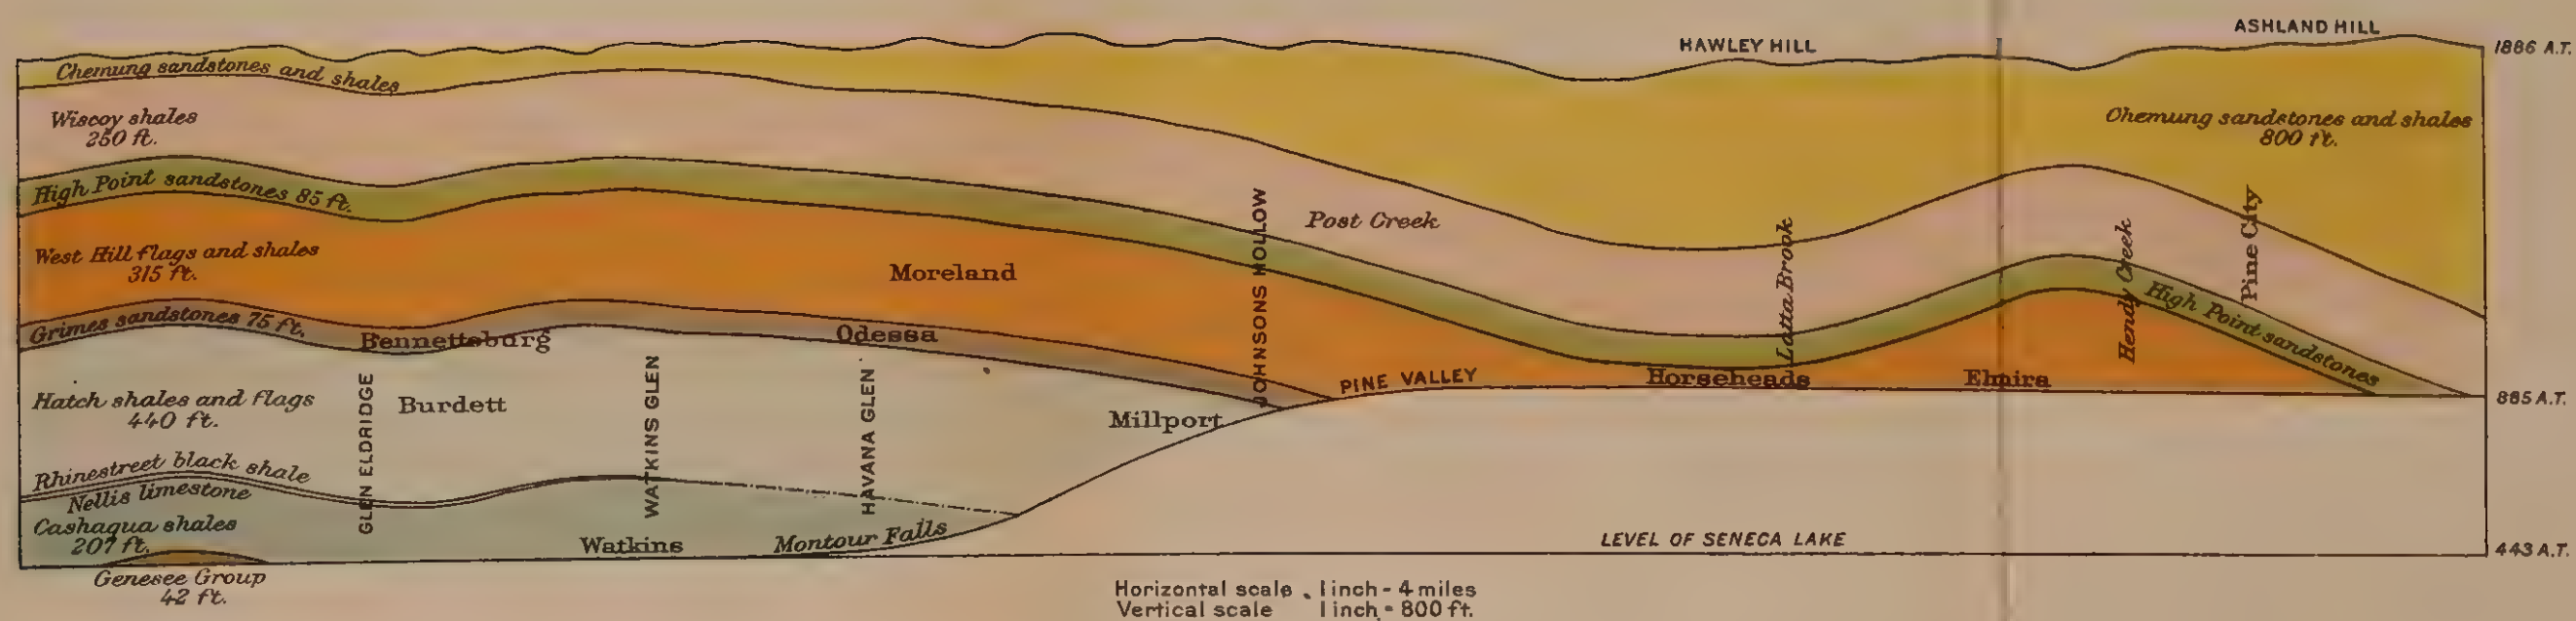 HAWLEY HILL
ASHLAND HILL
1886 A.T.
Chemung sandstones and shales
Wiscoy shales
250 ft.
Chemung sandstones and shales
800 ft.
High Point sandstones 85 ft.
Post Creek
JOHNSONS HOLLOW
Latta Brook
Hendy Creek
Pine City
West Hill flags and shales
315 ft.
Moreland
High Point sandstones
Grimes sandstones 75 ft.
Bennettsburg
Odessa
PINE VALLEY
Horseheads
Elmira
885 A.T.
Hatch shales and flags
440 ft.
GLEN ELDRIDGE
Burdett
WATKINS GLEN
HAVANA GLEN
Millport
Rhinestreet black shale
Nellis limestone
Cashaqua shales
207 ft.
Watkins
Montour Falls
LEVEL OF SENECA LAKE
443 A.T.
Genesee Group
42 ft.
Horizontal scale . 1 inch - 4 miles
Vertical scale 1 inch = 800 ft.